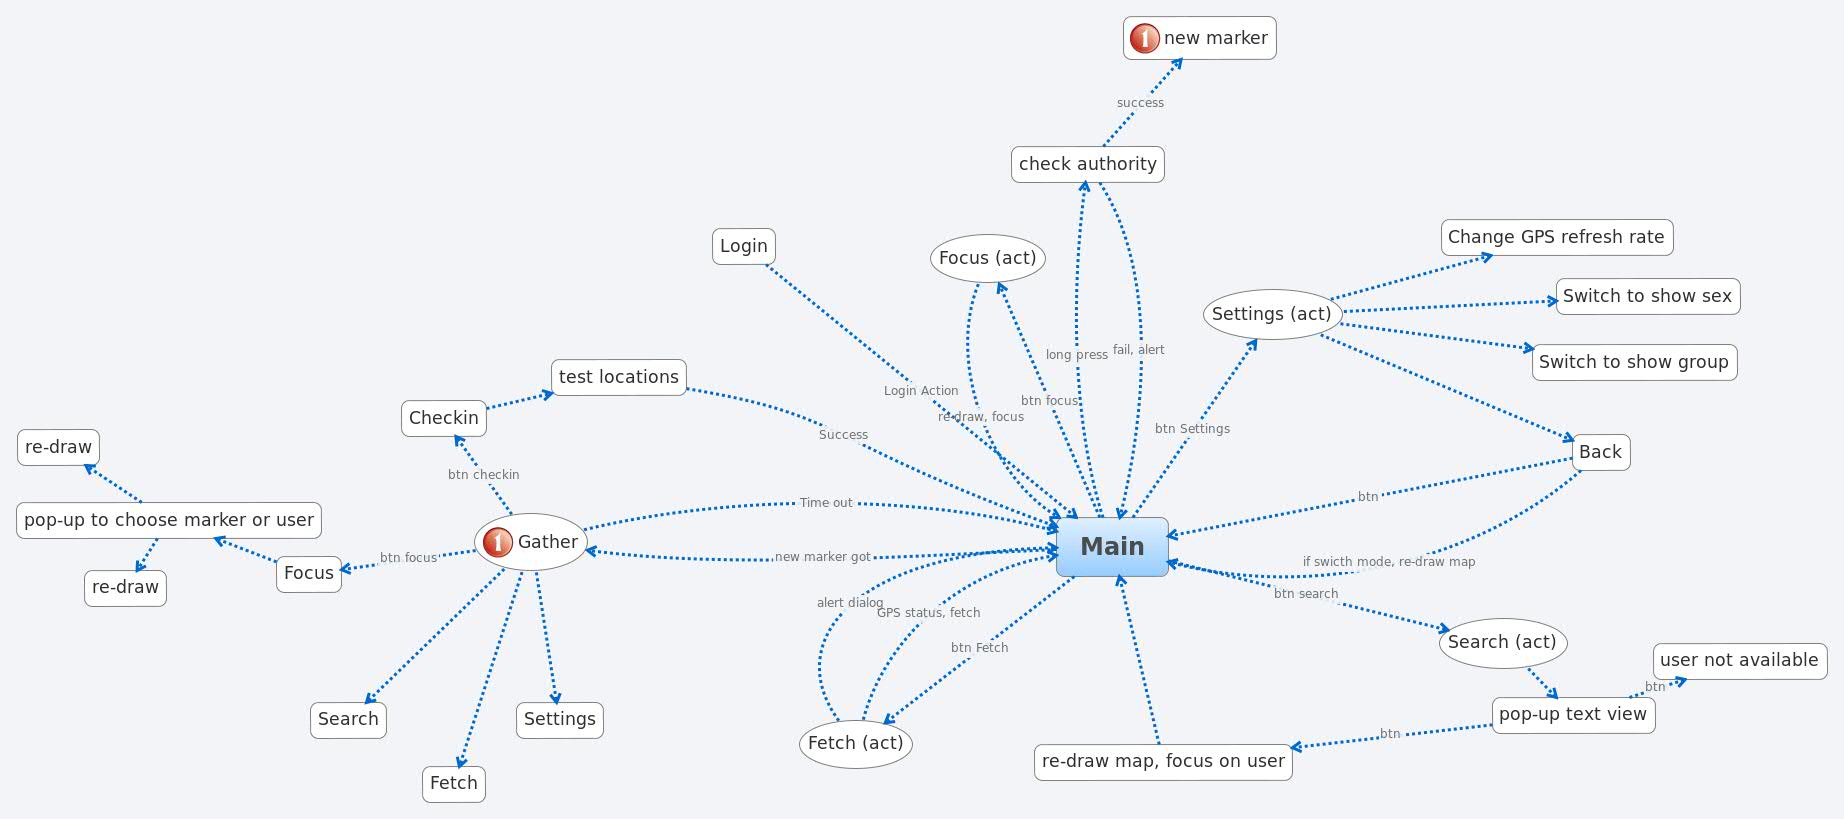 1 new marker
success
check authority
Login
Focus (act)
Change GPS refresh rate
Switch to show sex
Settings (act)
long press
fail, alert
Switch to show group
test locations
Login Action
btn focus
re-draw, focus
Checkin
Success
btn Settings
re-draw
Back
btn checkin
btn
Time out
pop-up to choose marker or user
1 Gather
Main
btn focus
new marker got
if swicth mode, re-draw map
Focus
re-draw
btn search
alert dialog
GPS status, fetch
btn Fetch
Search (act)
user not available
btn
Search
Settings
pop-up text view
btn
Fetch (act)
re-draw map, focus on user
Fetch